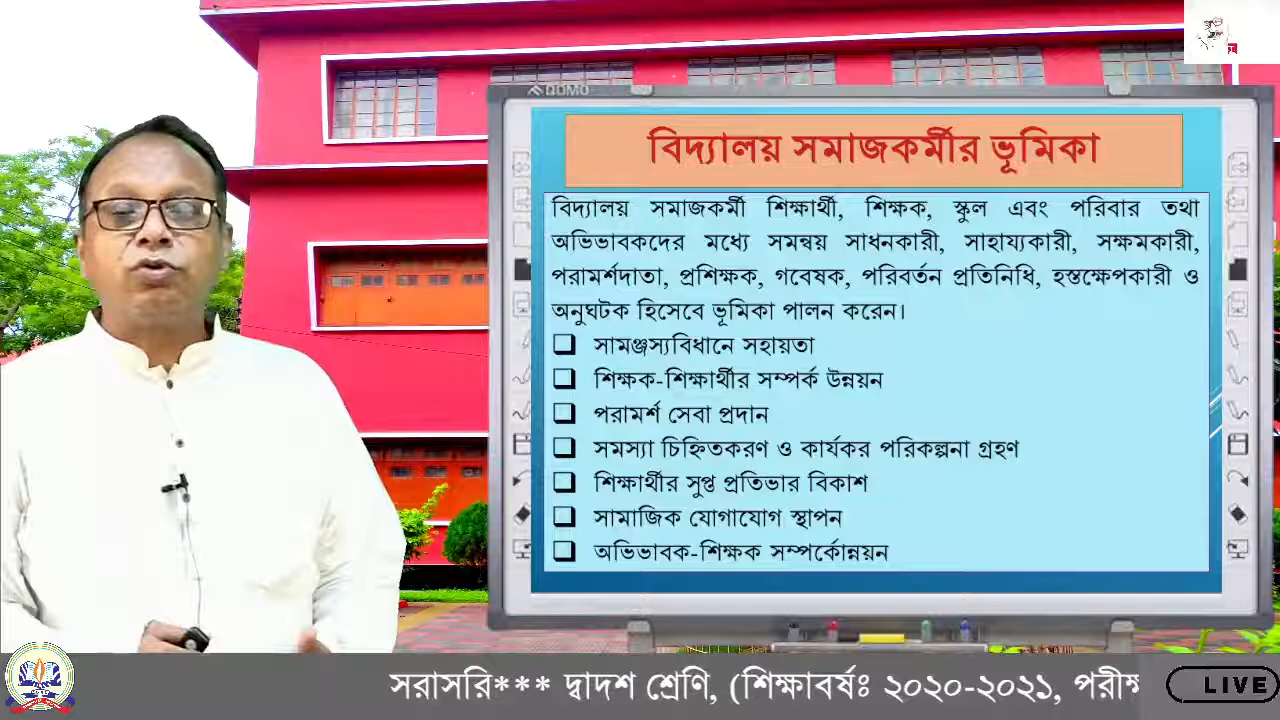 QOMO
বিদ্যালয় সমাজকর্মীর ভূমিকা
বিদ্যালয় সমাজকর্মী শিক্ষার্থী, শিক্ষক, স্কুল এবং পরিবার তথা
অভিভাবকদের মধ্যে সমন্বয় সাধনকারী, সাহায্যকারী, সক্ষমকারী,
পরামর্শদাতা, প্রশিক্ষক, গবেষক, পরিবর্তন প্রতিনিধি, হস্তক্ষেপকারী ও
অনুঘটক হিসেবে ভূমিকা পালন করেন।
❑ সামঞ্জস্যবিধানে সহায়তা
❑ শিক্ষক-শিক্ষার্থীর সম্পর্ক উন্নয়ন
❑ পরামর্শ সেবা প্রদান
❑ সমস্যা চিহ্নিতকরণ ও কার্যকর পরিকল্পনা গ্রহণ
❑ শিক্ষার্থীর সুপ্ত প্রতিভার বিকাশ
❑ সামাজিক যোগাযোগ স্থাপন
❑ অভিভাবক-শিক্ষক সম্পর্কোন্নয়ন
সরাসরি*** দ্বাদশ শ্রেণি, (শিক্ষাবর্ষঃ ২০২০-২০২১, পরীক্ষ
LIVE